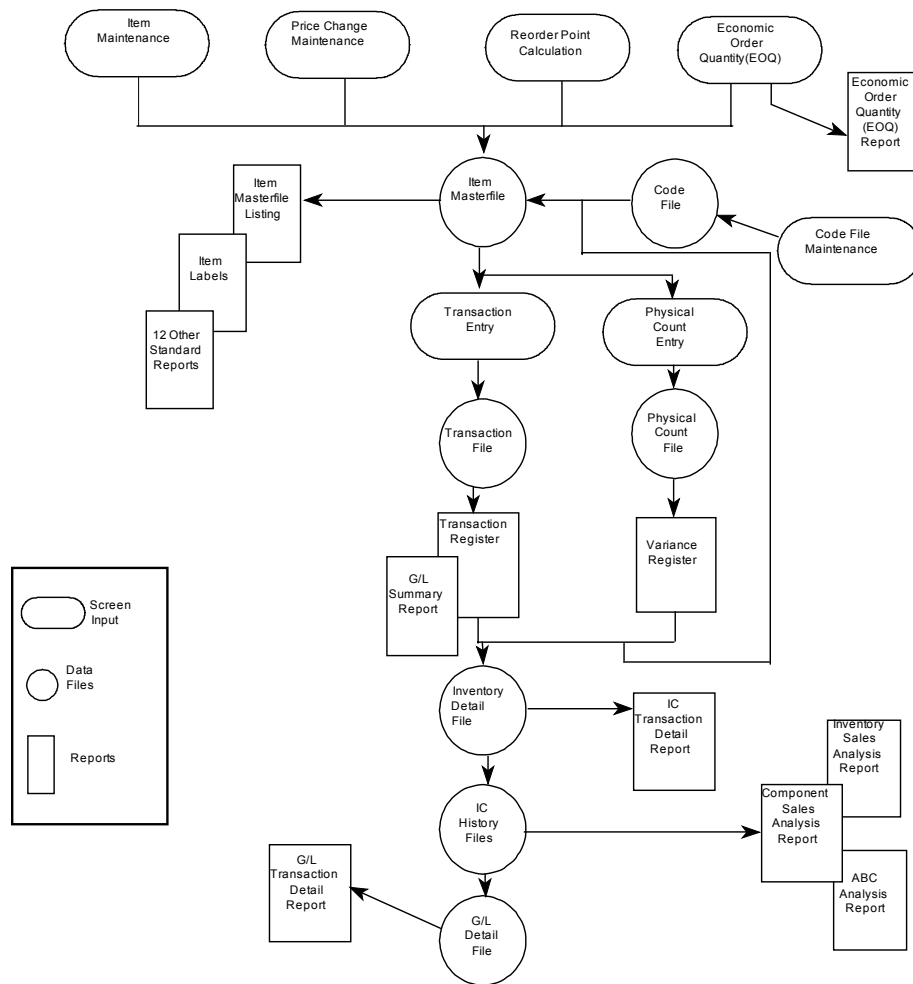 Item
Maintenance
Price Change
Maintenance
Reorder Point
Calculation
Economic
Order
Quantity(EOQ)
Economic
Order
Quantity
(EOQ)
Report
Item
Masterfile
Listing
Item
Masterfile
Code
File
Code File
Maintenance
Item
Labels
12 Other
Standard
Reports
Transaction
Entry
Physical
Count
Entry
Transaction
File
Physical
Count
File
Transaction
Register
G/L
Summary
Report
Variance
Register
Screen
Input
Data
Files
Reports
Inventory
Detail
File
IC
Transaction
Detail
Report
Inventory
Sales
Analysis
Report
IC
History
Files
Component
Sales
Analysis
Report
ABC
Analysis
Report
G/L
Transaction
Detail
Report
G/L
Detail
File